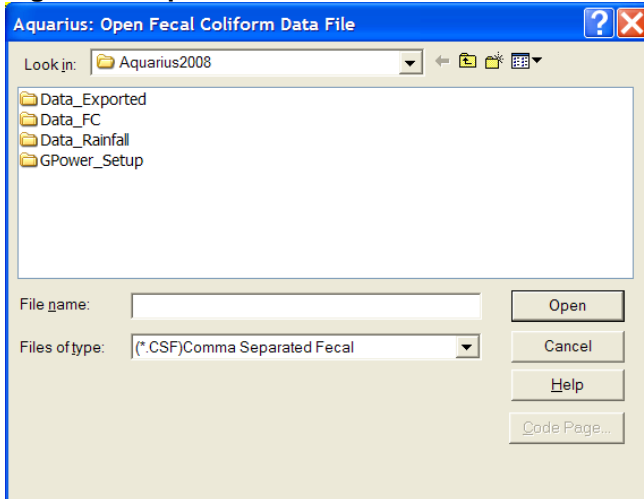 Aquarius: Open Fecal Coliform Data File
Look in: Aquarius2008
Data_Exported
Data_FC
Data_Rainfall
GPower_Setup
File name: Open
Files of type: (*.CSF)Comma Separated Fecal Cancel
Help
Code Page...